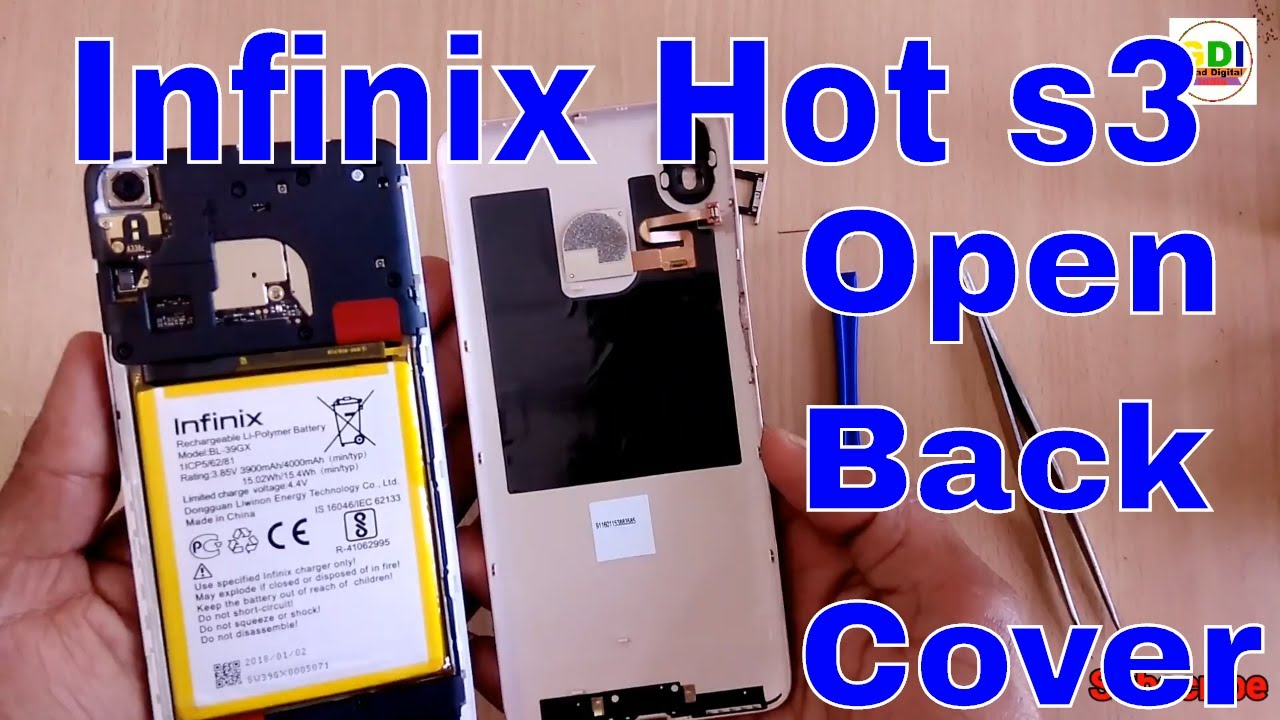 Infinix Hot s3
GDI
Open
Back
Cover
Subscribe
A338c
Infinix
Rechargeable Li-Polymer Battery
Model:BL-39GX
1ICP5/62/81
Rating:3.85V 3900mAh/4000mAh (min/typ)
15.02Wh/15.4Wh (min/typ)
Limited charge voltage:4.4V
Dongguan Liwinon Energy Technology Co., Ltd.
Made in China
IS 16046/IEC 62133
R-41062995
CE
Use specified Infinix charger only!
May explode if closed or disposed of in fire!
Keep the battery out of reach of children!
Do not short-circuit!
Do not squeeze or shock!
Do not disassemble!
2018/01/02
SW39GX0005071